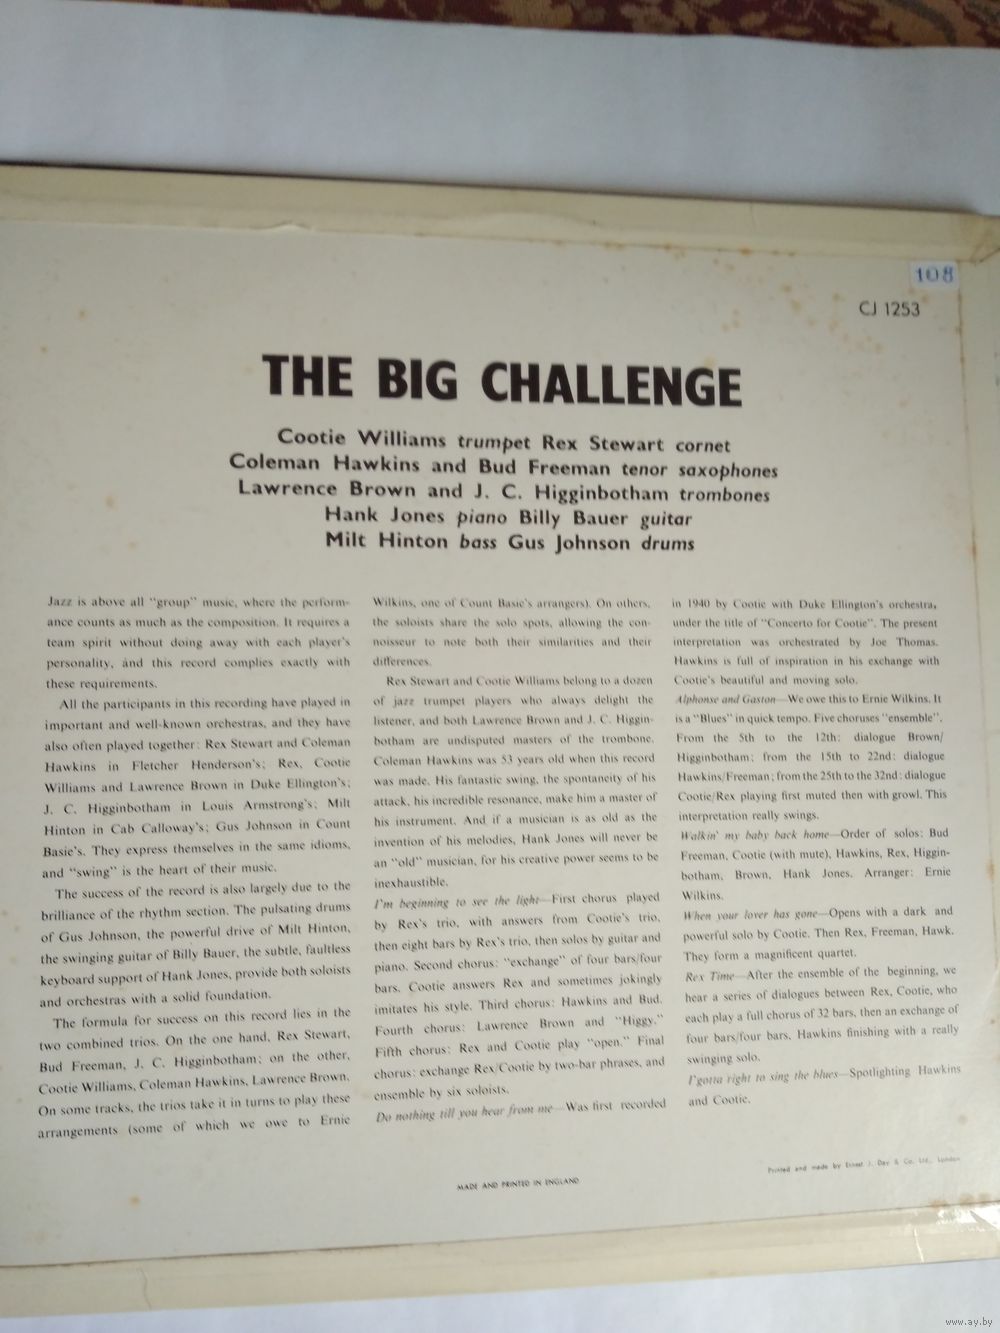 108
CJ 1253
THE BIG CHALLENGE
Cootie Williams trumpet Rex Stewart cornet
Coleman Hawkins and Bud Freeman tenor saxophones
Lawrence Brown and J. C. Higginbotham trombones
Hank Jones piano Billy Bauer guitar
Milt Hinton bass Gus Johnson drums
Jazz is above all "group" music, where the perform-
ance counts as much as the composition. It requires a
team spirit without doing away with each player's
personality, and this record complies exactly with
these requirements.
All the participants in this recording have played in
important and well-known orchestras, and they have
also often played together: Rex Stewart and Coleman
Hawkins in Fletcher Henderson's; Rex, Cootie
Williams and Lawrence Brown in Duke Ellington's;
J. C. Higginbotham in Louis Armstrong's; Milt
Hinton in Cab Calloway's; Gus Johnson in Count
Basie's. They express themselves in the same idioms,
and "swing" is the heart of their music.
The success of the record is also largely due to the
brilliance of the rhythm section. The pulsating drums
of Gus Johnson, the powerful drive of Milt Hinton,
the swinging guitar of Billy Bauer, the subtle, faultless
keyboard support of Hank Jones, provide both soloists
and orchestras with a solid foundation.
The formula for success on this record lies in the
two combined trios. On the one hand, Rex Stewart,
Bud Freeman, J. C. Higginbotham; on the other,
Cootie Williams, Coleman Hawkins, Lawrence Brown.
On some tracks, the trios take it in turns to play these
arrangements (some of which we owe to Ernie
Wilkins, one of Count Basie's arrangers). On others,
the soloists share the solo spots, allowing the con-
noisseur to note both their similarities and their
differences.
Rex Stewart and Cootie Williams belong to a dozen
of jazz trumpet players who always delight the
listener, and both Lawrence Brown and J. C. Higgin-
botham are undisputed masters of the trombone.
Coleman Hawkins was 53 years old when this record
was made. His fantastic swing, the spontaneity of his
attack, his incredible resonance, make him a master of
his instrument. And if a musician is as old as the
invention of his melodies, Hank Jones will never be
an "old" musician, for his creative power seems to be
inexhaustible.
I'm beginning to see the light—First chorus played
by Rex's trio, with answers from Cootie's trio,
then eight bars by Rex's trio, then solos by guitar and
piano. Second chorus: "exchange" of four bars/four
bars. Cootie answers Rex and sometimes jokingly
imitates his style. Third chorus: Hawkins and Bud.
Fourth chorus: Lawrence Brown and "Higgy."
Fifth chorus: Rex and Cootie play "open." Final
chorus: exchange Rex/Cootie by two-bar phrases, and
ensemble by six soloists.
Do nothing till you hear from me—Was first recorded
in 1940 by Cootie with Duke Ellington's orchestra,
under the title of "Concerto for Cootie". The present
interpretation was orchestrated by Joe Thomas.
Hawkins is full of inspiration in his exchange with
Cootie's beautiful and moving solo.
Alphonse and Gaston—We owe this to Ernie Wilkins. It
is a "Blues" in quick tempo. Five choruses "ensemble".
From the 5th to the 12th: dialogue Brown/
Higginbotham; from the 15th to 22nd: dialogue
Hawkins/Freeman; from the 25th to the 32nd: dialogue
Cootie/Rex playing first muted then with growl. This
interpretation really swings.
Walkin' my baby back home—Order of solos: Bud
Freeman, Cootie (with mute), Hawkins, Rex, Higgin-
botham, Brown, Hank Jones. Arranger: Ernie
Wilkins.
When your lover has gone—Opens with a dark and
powerful solo by Cootie. Then Rex, Freeman, Hawk.
They form a magnificent quartet.
Rex Time—After the ensemble of the beginning, we
hear a series of dialogues between Rex, Cootie, who
each play a full chorus of 32 bars, then an exchange of
four bars/four bars, Hawkins finishing with a really
swinging solo.
I'gotta right to sing the blues—Spotlighting Hawkins
and Cootie.
Printed and made by Ernest J. Day & Co. Ltd., London
MADE AND PRINTED IN ENGLAND
www.ay.by